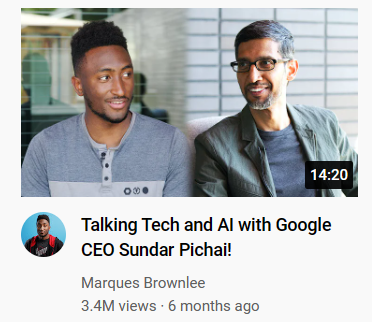 14:20
Talking Tech and AI with Google
CEO Sundar Pichai!
Marques Brownlee
3.4M views · 6 months ago